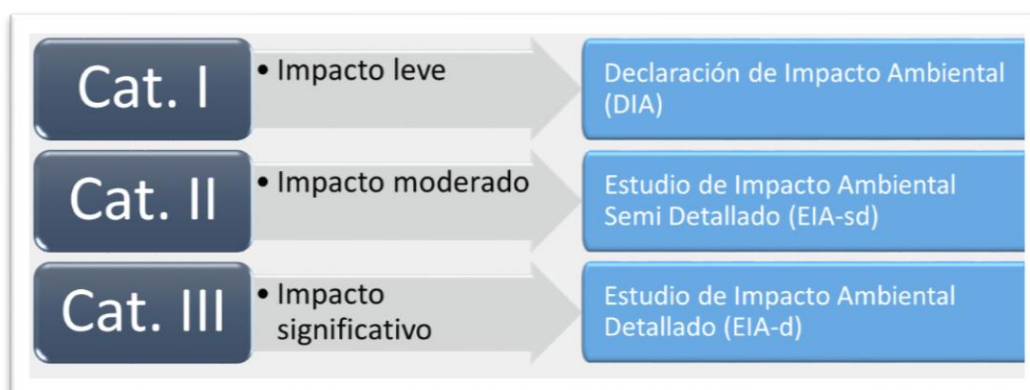 Cat. I
• Impacto leve
Declaración de Impacto Ambiental
(DIA)
Cat. II
• Impacto moderado
Estudio de Impacto Ambiental
Semi Detallado (EIA-sd)
Cat. III
• Impacto
significativo
Estudio de Impacto Ambiental
Detallado (EIA-d)